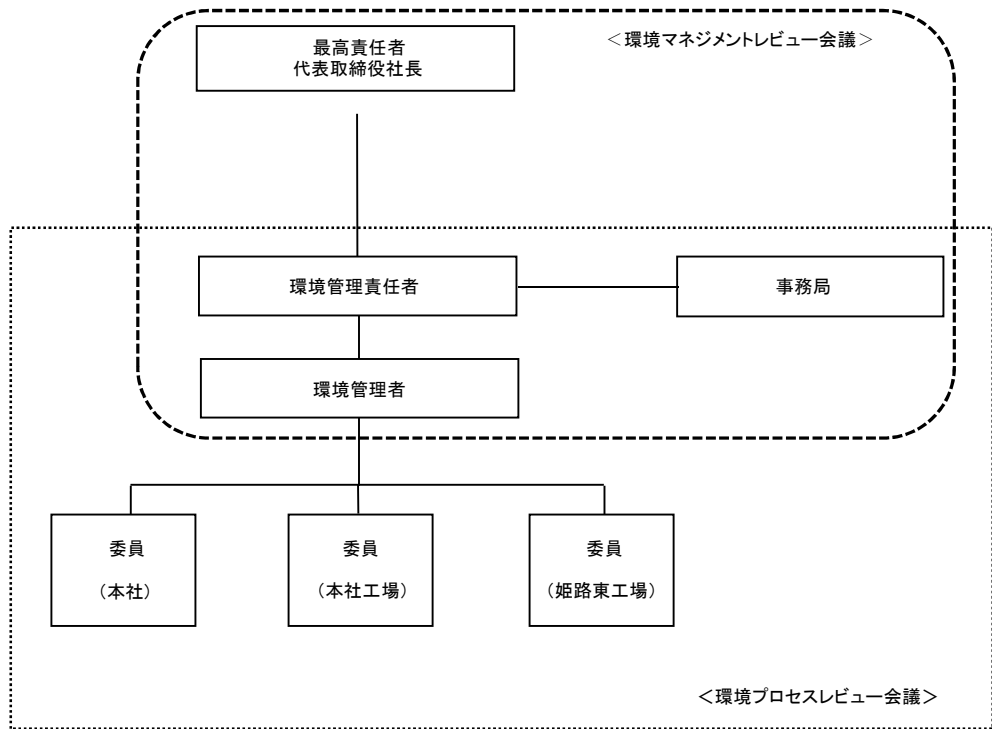 最高責任者
代表取締役社長
＜環境マネジメントレビュー会議＞
環境管理責任者
事務局
環境管理者
委員
（本社）
委員
（本社工場）
委員
（姫路東工場）
＜環境プロセスレビュー会議＞